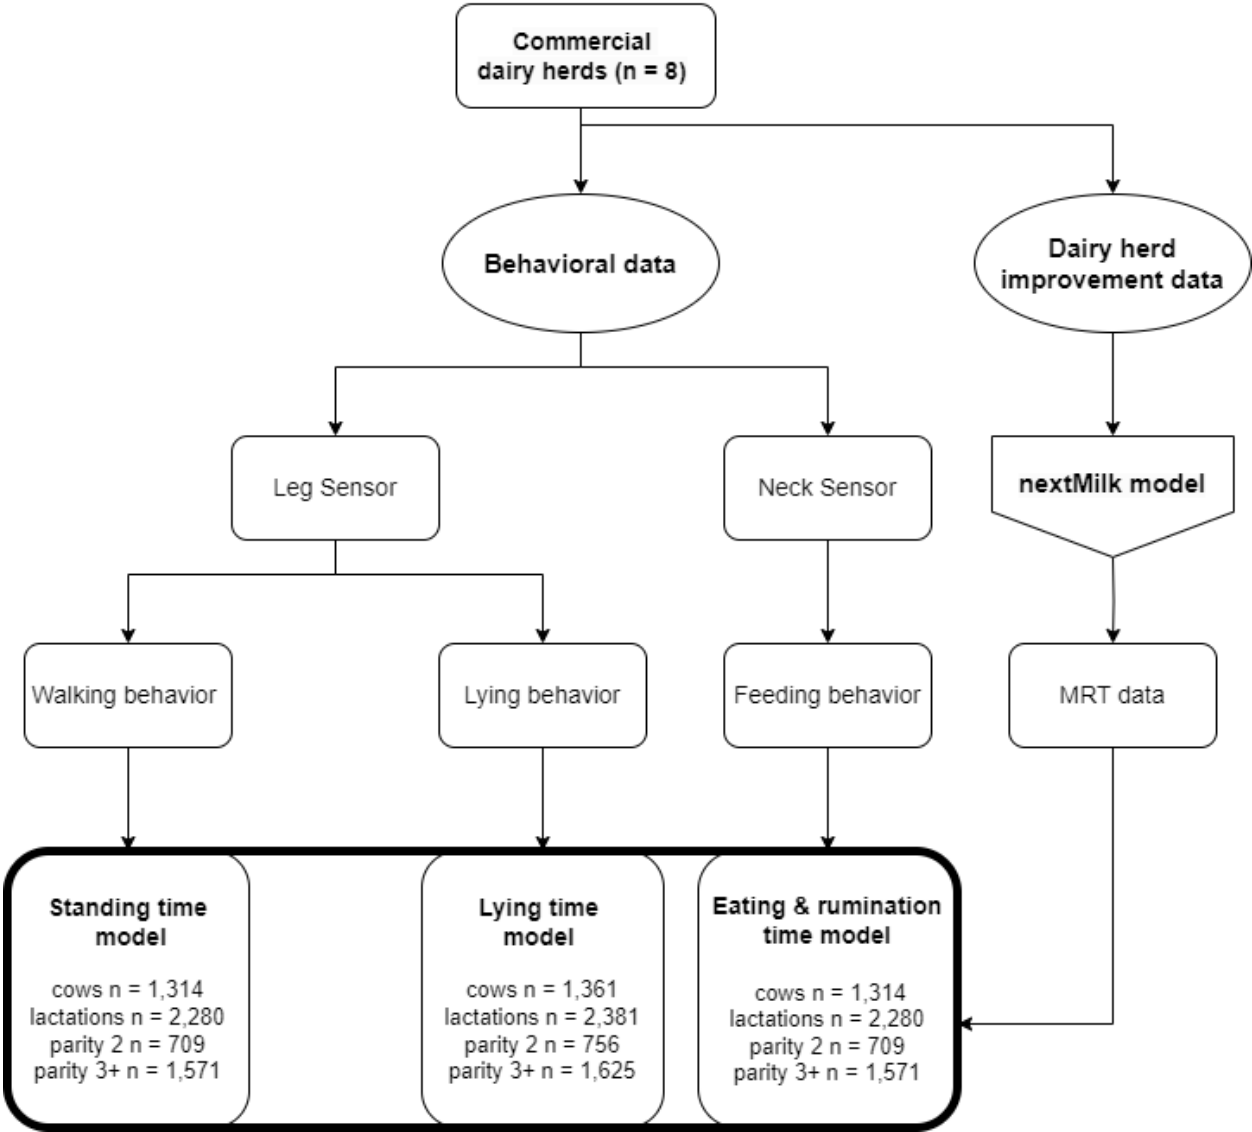 Commercial
dairy herds (n = 8)
Behavioral data
Dairy herd
improvement data
Leg Sensor
Neck Sensor
nextMilk model
Walking behavior
Lying behavior
Feeding behavior
MRT data
Standing time
model
cows n = 1,314
lactations n = 2,280
parity 2 n = 709
parity 3+ n = 1,571
Lying time
model
cows n = 1,361
lactations n = 2,381
parity 2 n = 756
parity 3+ n = 1,625
Eating & rumination
time model
cows n = 1,314
lactations n = 2,280
parity 2 n = 709
parity 3+ n = 1,571